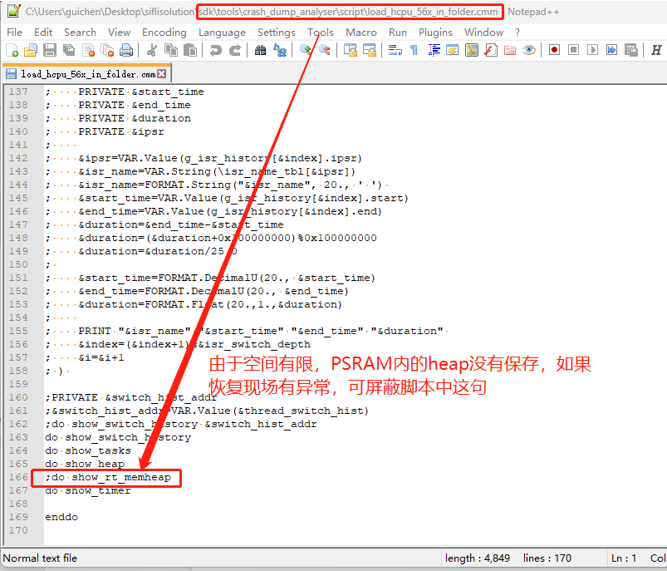 C:\Users\guichen\Desktop\siflisolution\sdk\tools\crash_dump_analyser\script\load_hcpu_56x_in_folder.cmm - Notepad++
File Edit Search View Encoding Language Settings Tools Macro Run Plugins Window ?
load_hcpu_56x_in_folder.cmm
137 ; PRIVATE &start_time
138 ; PRIVATE &end_time
139 ; PRIVATE &duration
140 ; PRIVATE &ipsr
141 ;
142 ; &ipsr=VAR.Value(g_isr_history[&index].ipsr)
143 ; &isr_name=VAR.String(\isr_name_tbl[&ipsr])
144 ; &isr_name=FORMAT.String("&isr_name", 20., ' ')
145 ; &start_time=VAR.Value(g_isr_history[&index].start)
146 ; &end_time=VAR.Value(g_isr_history[&index].end)
147 ; &duration=&end_time-&start_time
148 ; &duration=(&duration+0x100000000)%0x100000000
149 ; &duration=&duration/25.0
150 ;
151 ; &start_time=FORMAT.DecimalU(20., &start_time)
152 ; &end_time=FORMAT.DecimalU(20., &end_time)
153 ; &duration=FORMAT.Float(20.,1.,&duration)
154 ;
155 ; PRINT "&isr_name" "&start_time" "&end_time" "&duration"
156 ; &index=(&index+1)%&isr_switch_depth
157 ; &i=&i+1
158 ; )
159
160 ;PRIVATE &switch_hist_addr
161 ;&switch_hist_addr=VAR.Value(&thread_switch_hist)
162 ;do show_switch_history &switch_hist_addr
163 do show_switch_history
164 do show_tasks
165 do show_heap
166 ;do show_rt_memheap
167 do show_timer
168
169 enddo
170
由于空间有限，PSRAM内的heap没有保存，如果
恢复现场有异常，可屏蔽脚本中这句
Normal text file length : 4,849 lines : 170 Ln : 1